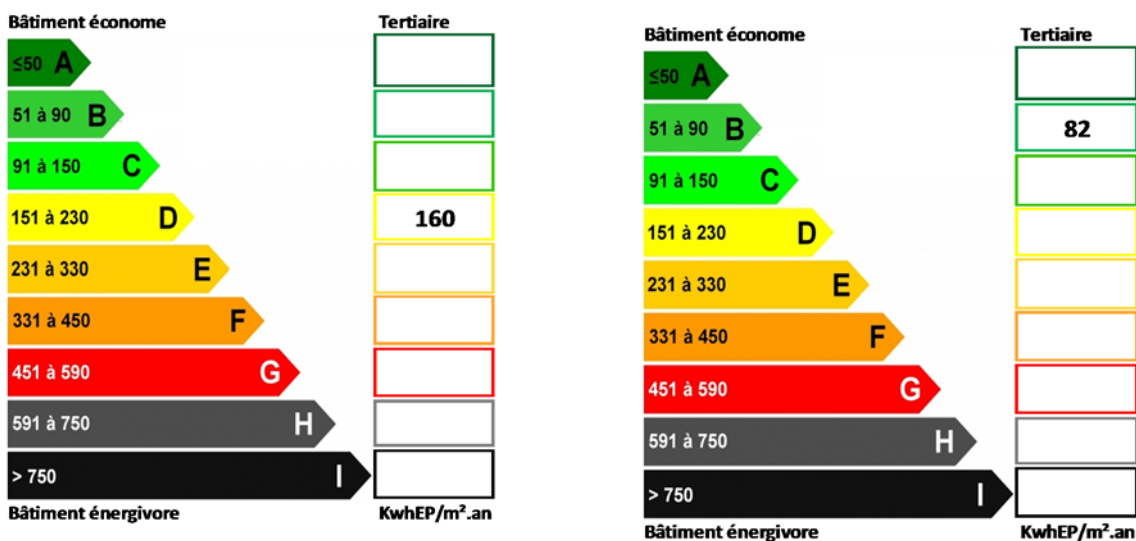 Bâtiment économe Tertiaire
≤50 A
51 à 90 B
91 à 150 C
151 à 230 D 160
231 à 330 E
331 à 450 F
451 à 590 G
591 à 750 H
> 750 I
Bâtiment énergivore KwhEP/m².an
Bâtiment économe Tertiaire
≤50 A
51 à 90 B 82
91 à 150 C
151 à 230 D
231 à 330 E
331 à 450 F
451 à 590 G
591 à 750 H
> 750 I
Bâtiment énergivore KwhEP/m².an